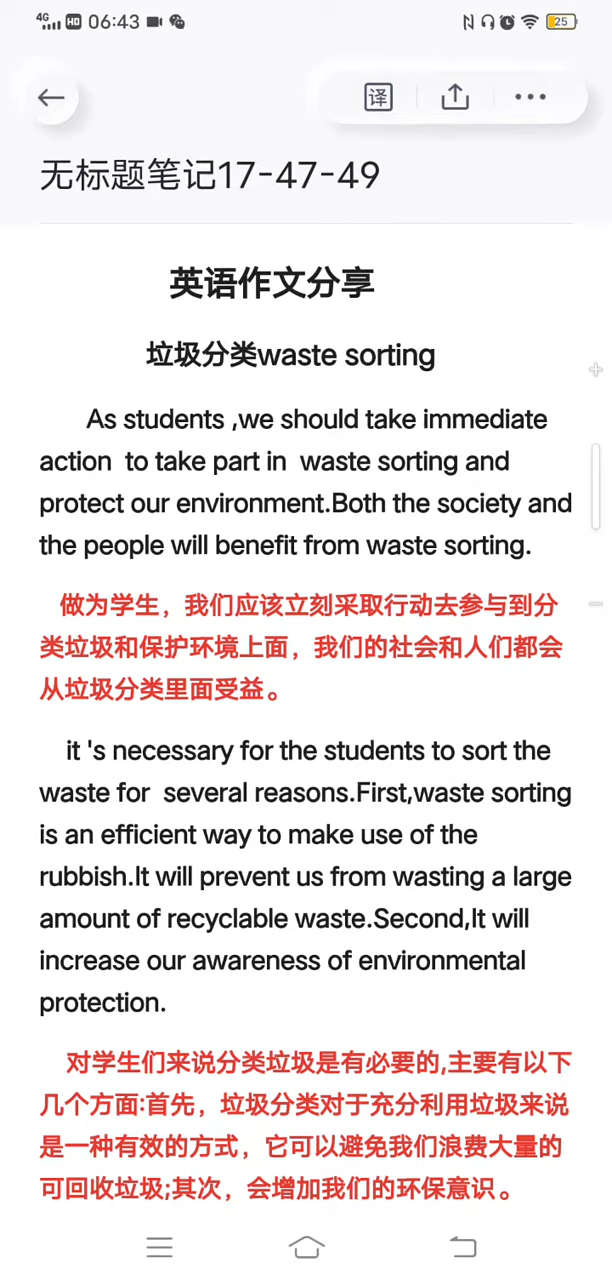 4G HD 06:43 25
译
无标题笔记17-47-49
英语作文分享
垃圾分类waste sorting
As students ,we should take immediate
action  to take part in  waste sorting and
protect our environment.Both the society and
the people will benefit from waste sorting.
做为学生，我们应该立刻采取行动去参与到分
类垃圾和保护环境上面，我们的社会和人们都会
从垃圾分类里面受益。
it 's necessary for the students to sort the
waste for  several reasons.First,waste sorting
is an efficient way to make use of the
rubbish.It will prevent us from wasting a large
amount of recyclable waste.Second,It will
increase our awareness of environmental
protection.
对学生们来说分类垃圾是有必要的,主要有以下
几个方面:首先，垃圾分类对于充分利用垃圾来说
是一种有效的方式，它可以避免我们浪费大量的
可回收垃圾;其次，会增加我们的环保意识。